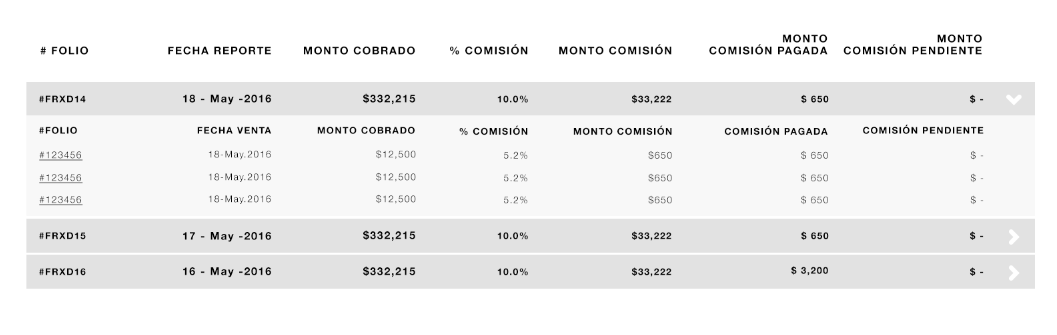 # FOLIO FECHA REPORTE MONTO COBRADO % COMISIÓN MONTO COMISIÓN MONTO COMISIÓN PAGADA MONTO COMISIÓN PENDIENTE
#FRXD14 18 - May -2016 $332,215 10.0% $33,222 $ 650 $ -
#FOLIO FECHA VENTA MONTO COBRADO % COMISIÓN MONTO COMISIÓN COMISIÓN PAGADA COMISIÓN PENDIENTE
#123456 18-May.2016 $12,500 5.2% $650 $ 650 $ -
#123456 18-May.2016 $12,500 5.2% $650 $ 650 $ -
#123456 18-May.2016 $12,500 5.2% $650 $ 650 $ -
#FRXD15 17 - May -2016 $332,215 10.0% $33,222 $ 650 $ -
#FRXD16 16 - May -2016 $332,215 10.0% $33,222 $ 3,200 $ -